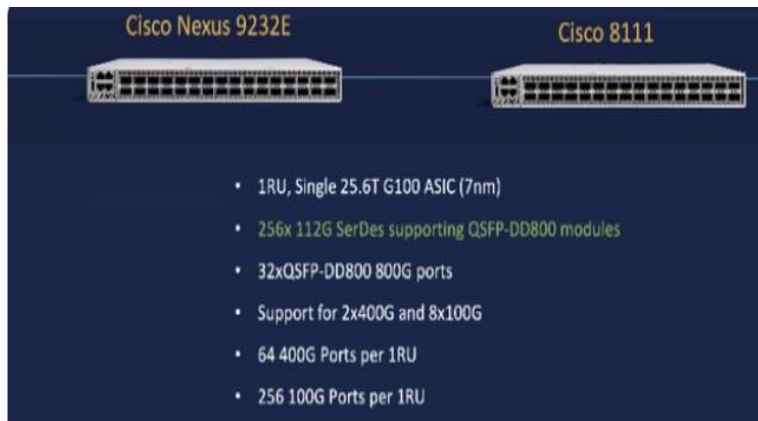 Cisco Nexus 9232E
Cisco 8111
• 1RU, Single 25.6T G100 ASIC (7nm)
• 256x 112G SerDes supporting QSFP-DD800 modules
• 32xQSFP-DD800 800G ports
• Support for 2x400G and 8x100G
• 64 400G Ports per 1RU
• 256 100G Ports per 1RU